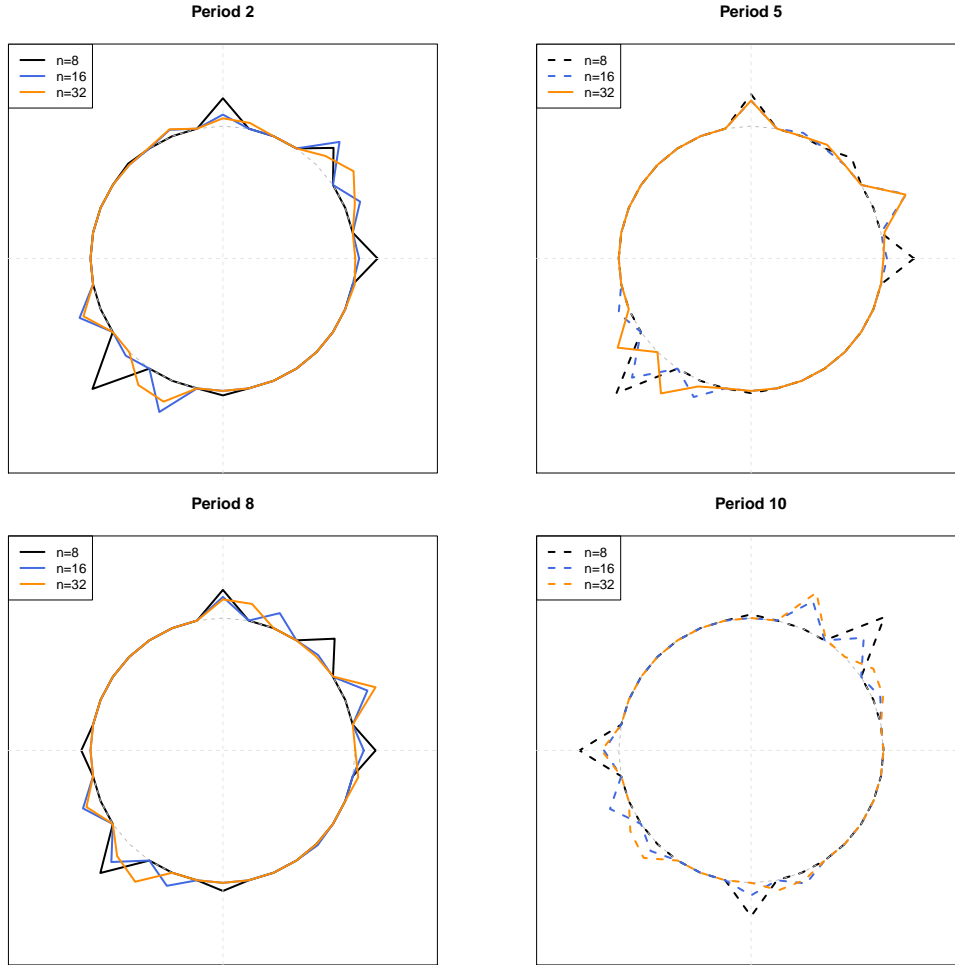 Period 2
n=8
n=16
n=32
Period 5
n=8
n=16
n=32
Period 8
n=8
n=16
n=32
Period 10
n=8
n=16
n=32